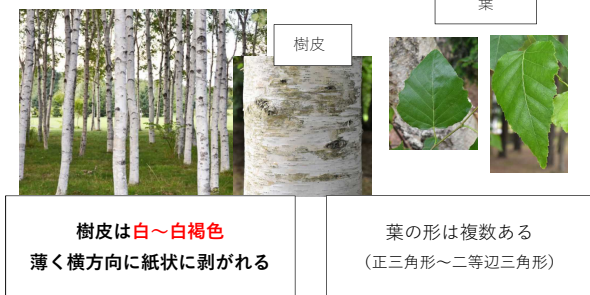 葉
樹皮
樹皮は白～白褐色
薄く横方向に紙状に剥がれる
葉の形は複数ある
（正三角形～二等辺三角形）